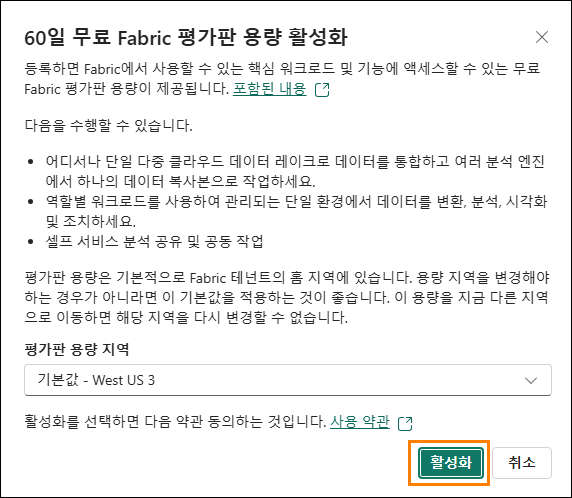 60일 무료 Fabric 평가판 용량 활성화
등록하면 Fabric에서 사용할 수 있는 핵심 워크로드 및 기능에 액세스할 수 있는 무료
Fabric 평가판 용량이 제공됩니다. 포함된 내용
다음을 수행할 수 있습니다.
• 어디서나 단일 다중 클라우드 데이터 레이크로 데이터를 통합하고 여러 분석 엔진
에서 하나의 데이터 복사본으로 작업하세요.
• 역할별 워크로드를 사용하여 관리되는 단일 환경에서 데이터를 변환, 분석, 시각화
및 조치하세요.
• 셀프 서비스 분석 공유 및 공동 작업
평가판 용량은 기본적으로 Fabric 테넌트의 홈 지역에 있습니다. 용량 지역을 변경해야
하는 경우가 아니라면 이 기본값을 적용하는 것이 좋습니다. 이 용량을 지금 다른 지역
으로 이동하면 해당 지역을 다시 변경할 수 없습니다.
평가판 용량 지역
기본값 - West US 3
활성화를 선택하면 다음 약관 동의하는 것입니다. 사용 약관
활성화 취소